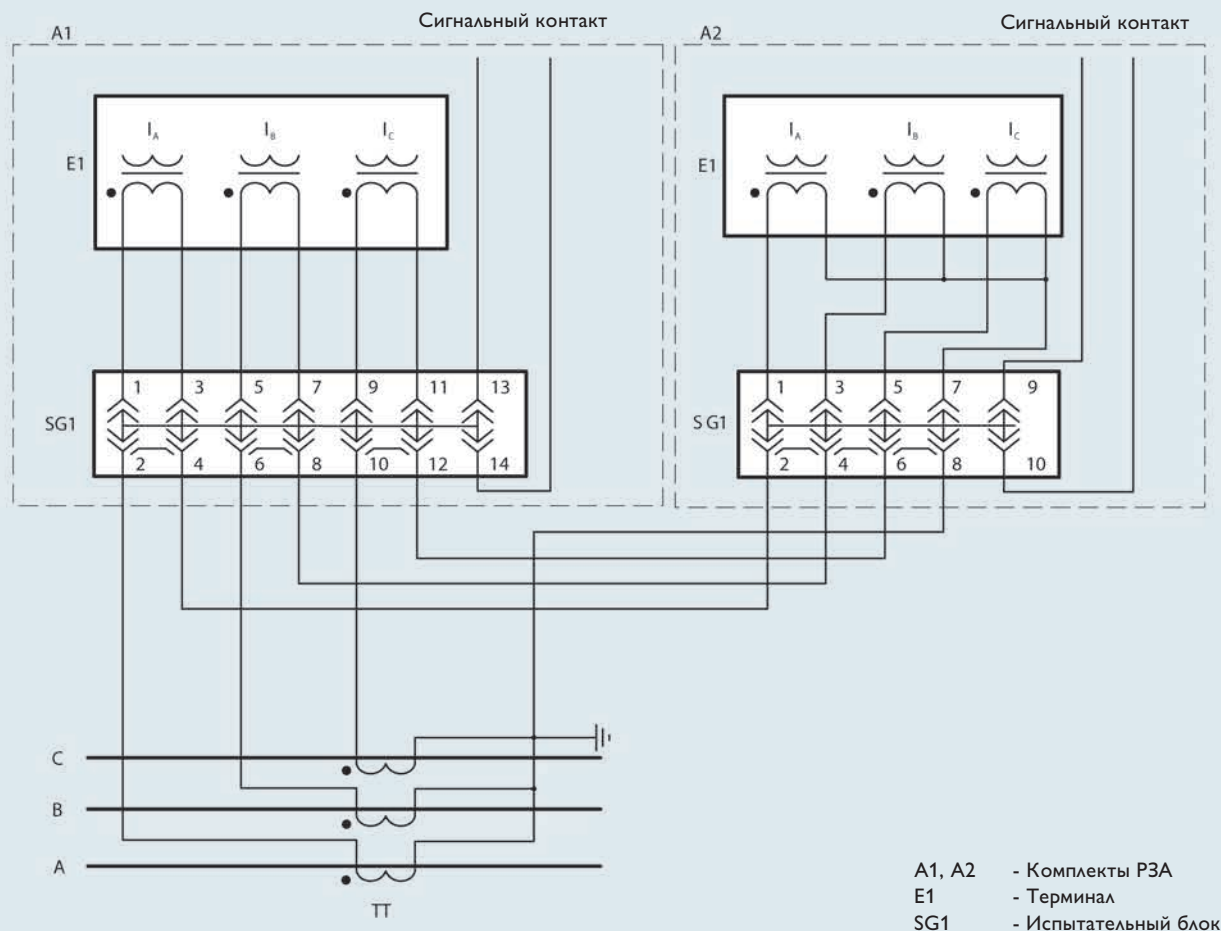 Сигнальный контакт
Сигнальный контакт
A1
A2
I_A I_B I_C
I_A I_B I_C
E1
E1
1 3 5 7 9 11 13
1 3 5 7 9
SG1
SG1
2 4 6 8 10 12 14
2 4 6 8 10
C
B
A
TT
A1, A2 - Комплекты РЗА
E1 - Терминал
SG1 - Испытательный блок